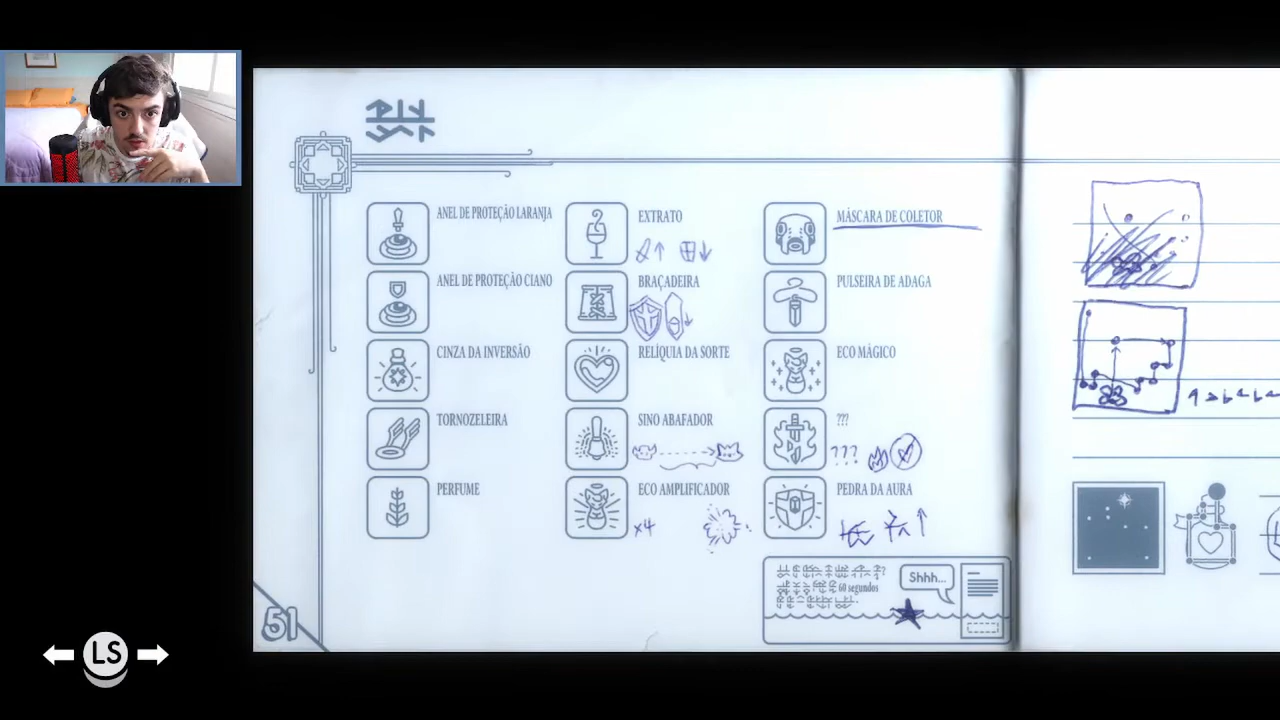 ANEL DE PROTEÇÃO LARANJA
EXTRATO
MÁSCARA DE COLETOR
ANEL DE PROTEÇÃO CIANO
BRAÇADEIRA
PULSEIRA DE ADAGA
CINZA DA INVERSÃO
RELÍQUIA DA SORTE
ECO MÁGICO
TORNOZELEIRA
SINO ABAFADOR
???
???
PERFUME
ECO AMPLIFICADOR
PEDRA DA AURA
x4
Shhh...
60 segundos
51
LS